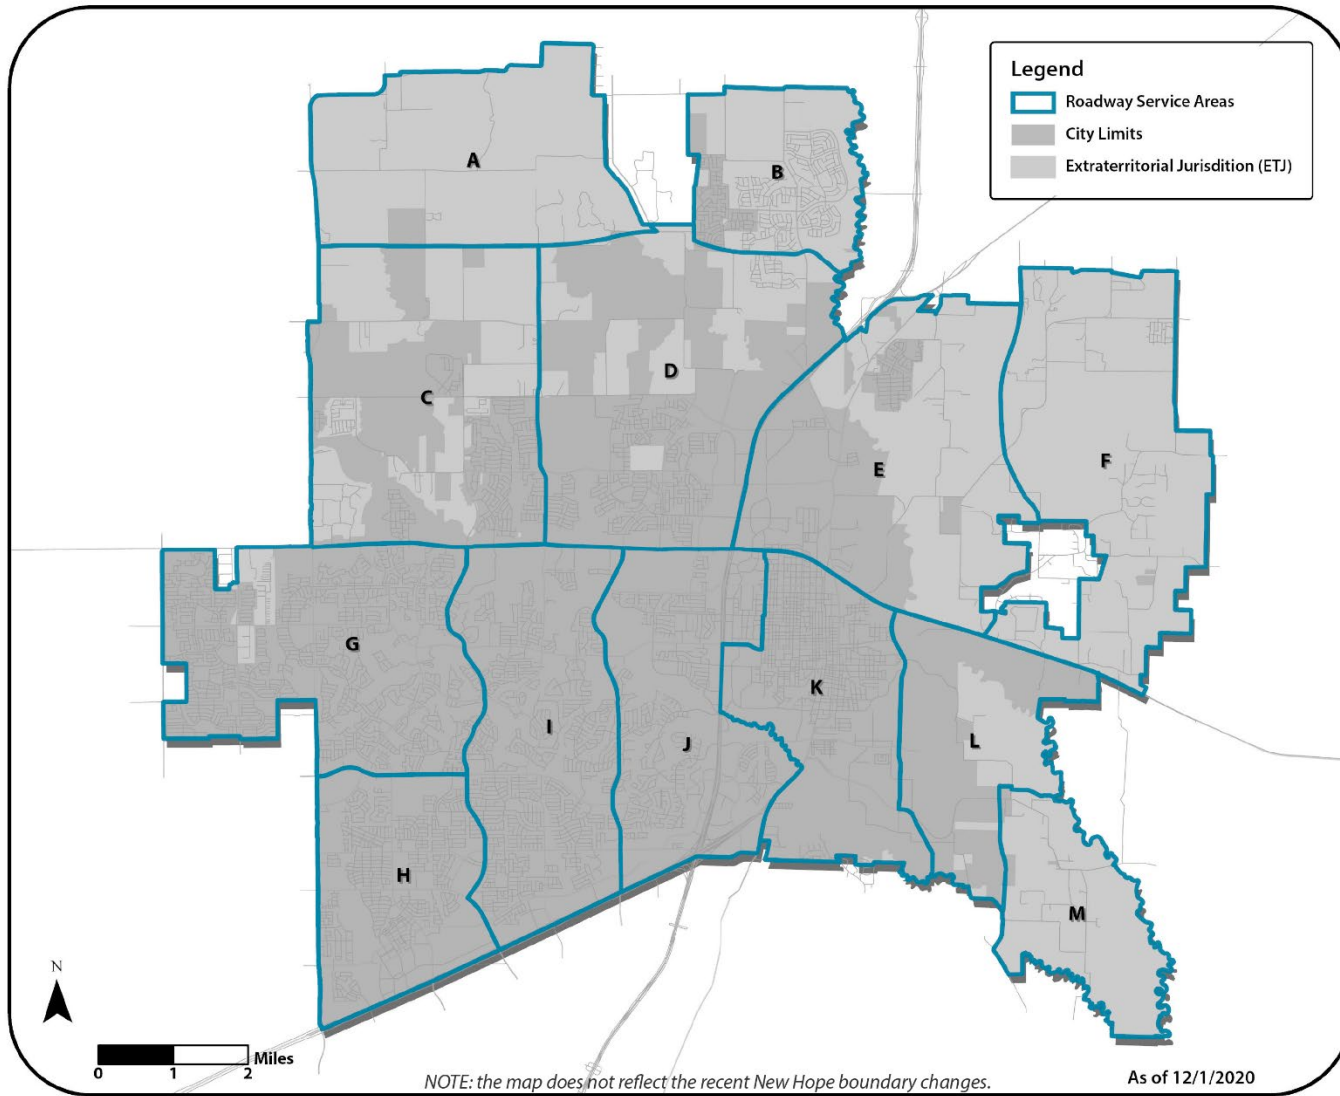 Legend
Roadway Service Areas
City Limits
Extraterritorial Jurisdition (ETJ)
A
B
C
D
E
F
G
H
I
J
K
L
M
N
0 1 2 Miles
NOTE: the map does not reflect the recent New Hope boundary changes.
As of 12/1/2020